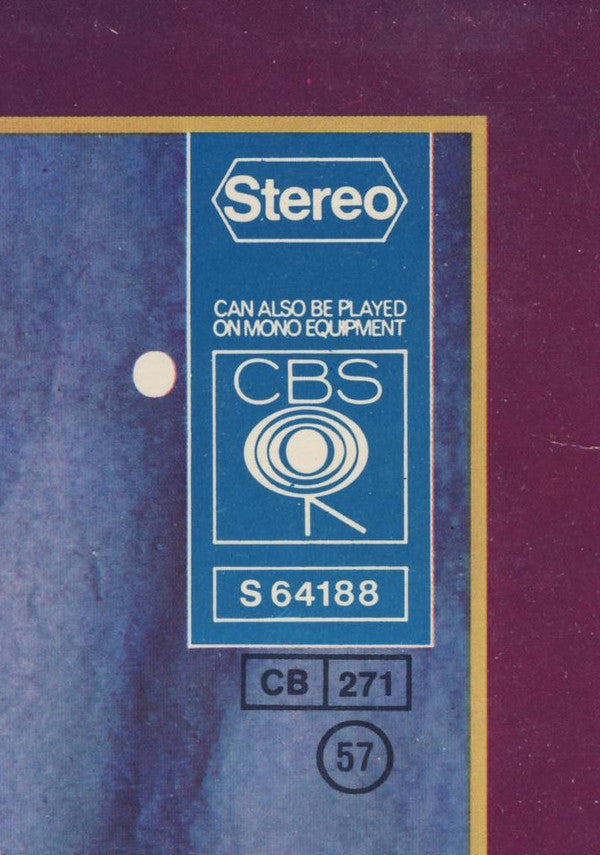 Stereo
CAN ALSO BE PLAYED
ON MONO EQUIPMENT
CBS
S 64188
CB 271
57